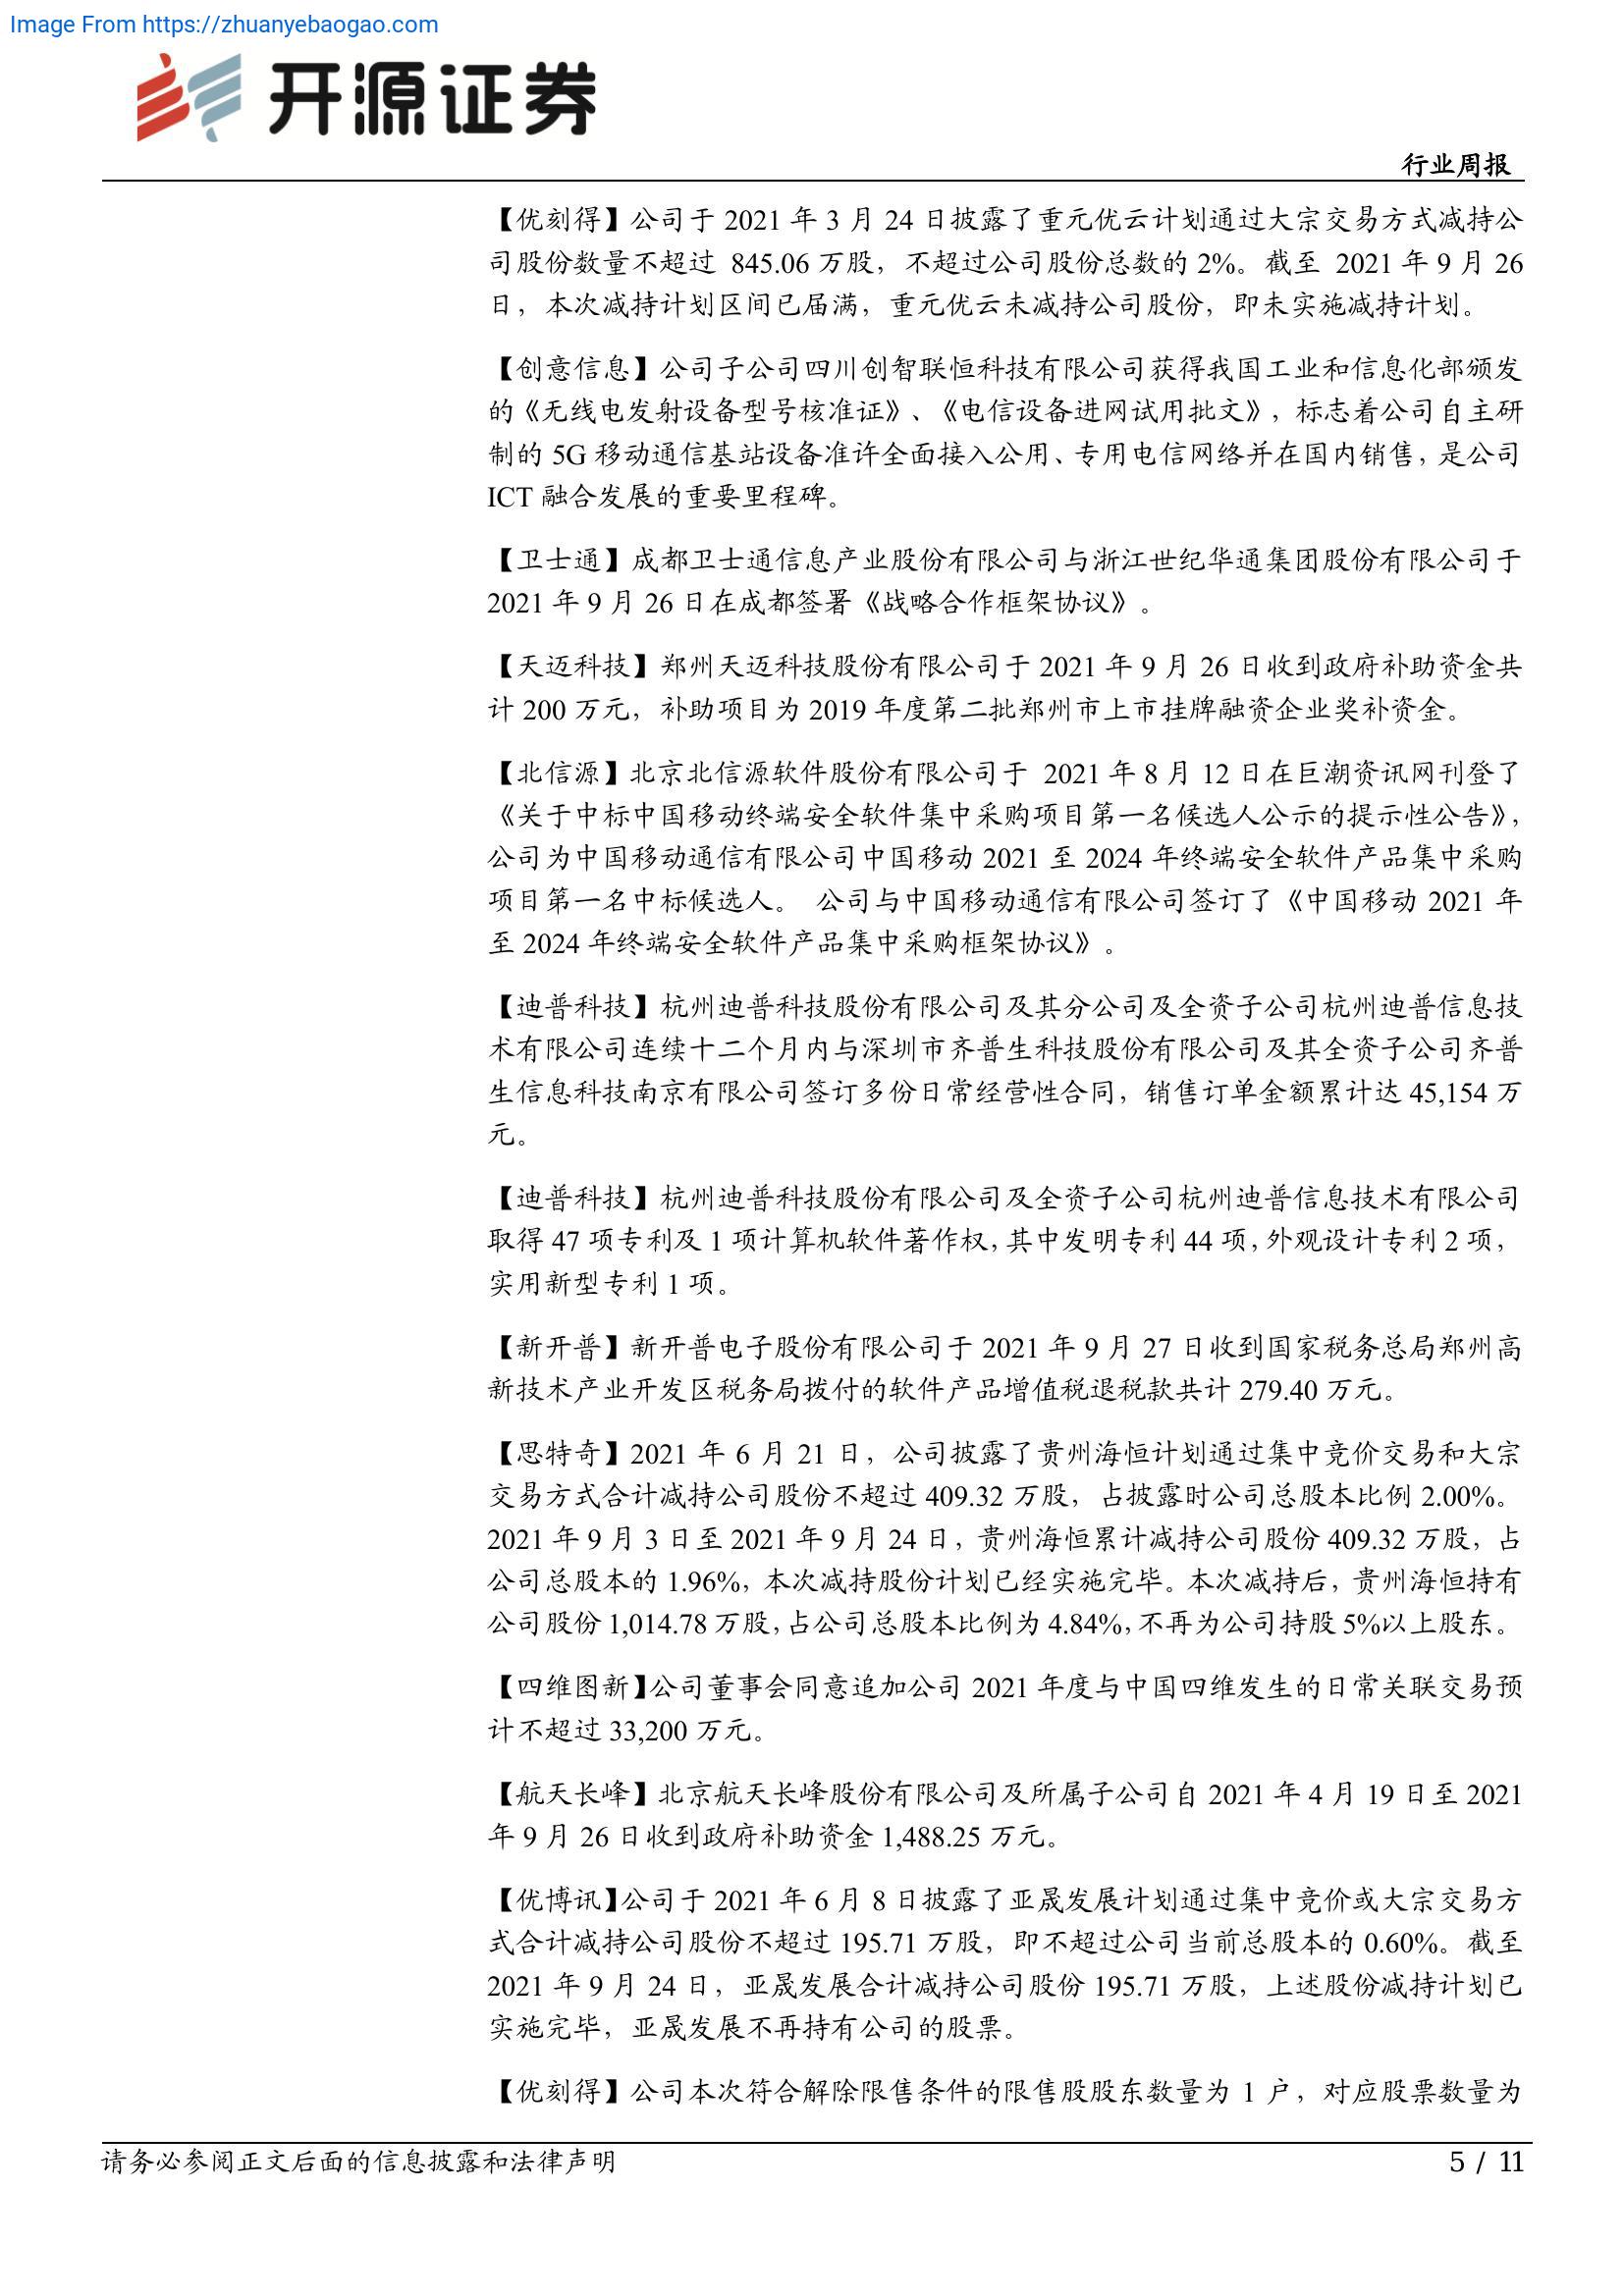 Image From https://zhuanyebaogao.com
开源证券
行业周报
【优刻得】公司于 2021 年 3 月 24 日披露了重元优云计划通过大宗交易方式减持公
司股份数量不超过 845.06 万股，不超过公司股份总数的 2%。截至 2021 年 9 月 26
日，本次减持计划区间已届满，重元优云未减持公司股份，即未实施减持计划。
【创意信息】公司子公司四川创智联恒科技有限公司获得我国工业和信息化部颁发
的《无线电发射设备型号核准证》、《电信设备进网试用批文》，标志着公司自主研
制的 5G 移动通信基站设备准许全面接入公用、专用电信网络并在国内销售，是公司
ICT 融合发展的重要里程碑。
【卫士通】成都卫士通信息产业股份有限公司与浙江世纪华通集团股份有限公司于
2021 年 9 月 26 日在成都签署《战略合作框架协议》。
【天迈科技】郑州天迈科技股份有限公司于 2021 年 9 月 26 日收到政府补助资金共
计 200 万元，补助项目为 2019 年度第二批郑州市上市挂牌融资企业奖补资金。
【北信源】北京北信源软件股份有限公司于 2021 年 8 月 12 日在巨潮资讯网刊登了
《关于中标中国移动终端安全软件集中采购项目第一名候选人公示的提示性公告》，
公司为中国移动通信有限公司中国移动 2021 至 2024 年终端安全软件产品集中采购
项目第一名中标候选人。 公司与中国移动通信有限公司签订了《中国移动 2021 年
至 2024 年终端安全软件产品集中采购框架协议》。
【迪普科技】杭州迪普科技股份有限公司及其分公司及全资子公司杭州迪普信息技
术有限公司连续十二个月内与深圳市齐普生科技股份有限公司及其全资子公司齐普
生信息科技南京有限公司签订多份日常经营性合同，销售订单金额累计达 45,154 万
元。
【迪普科技】杭州迪普科技股份有限公司及全资子公司杭州迪普信息技术有限公司
取得 47 项专利及 1 项计算机软件著作权，其中发明专利 44 项，外观设计专利 2 项，
实用新型专利 1 项。
【新开普】新开普电子股份有限公司于 2021 年 9 月 27 日收到国家税务总局郑州高
新技术产业开发区税务局拨付的软件产品增值税退税款共计 279.40 万元。
【思特奇】2021 年 6 月 21 日，公司披露了贵州海恒计划通过集中竞价交易和大宗
交易方式合计减持公司股份不超过 409.32 万股，占披露时公司总股本比例 2.00%。
2021 年 9 月 3 日至 2021 年 9 月 24 日，贵州海恒累计减持公司股份 409.32 万股，占
公司总股本的 1.96%，本次减持股份计划已经实施完毕。本次减持后，贵州海恒持有
公司股份 1,014.78 万股，占公司总股本比例为 4.84%，不再为公司持股 5%以上股东。
【四维图新】公司董事会同意追加公司 2021 年度与中国四维发生的日常关联交易预
计不超过 33,200 万元。
【航天长峰】北京航天长峰股份有限公司及所属子公司自 2021 年 4 月 19 日至 2021
年 9 月 26 日收到政府补助资金 1,488.25 万元。
【优博讯】公司于 2021 年 6 月 8 日披露了亚晟发展计划通过集中竞价或大宗交易方
式合计减持公司股份不超过 195.71 万股，即不超过公司当前总股本的 0.60%。截至
2021 年 9 月 24 日，亚晟发展合计减持公司股份 195.71 万股，上述股份减持计划已
实施完毕，亚晟发展不再持有公司的股票。
【优刻得】公司本次符合解除限售条件的限售股股东数量为 1 户，对应股票数量为
请务必参阅正文后面的信息披露和法律声明
5 / 11